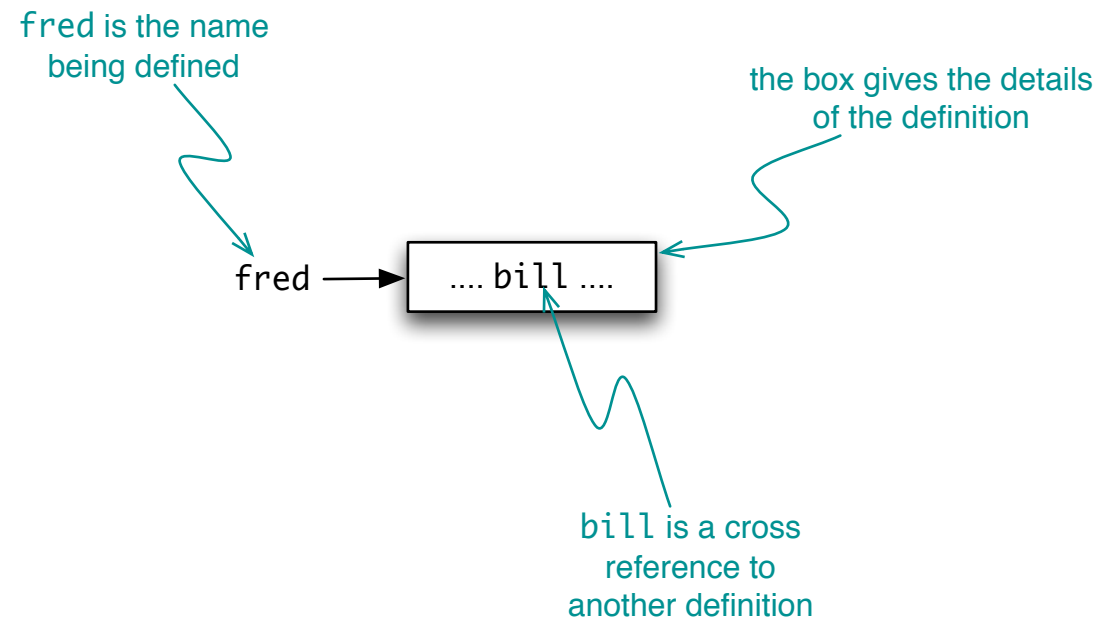 fred is the name
being defined
the box gives the details
of the definition
fred
.... bill ....
bill is a cross
reference to
another definition